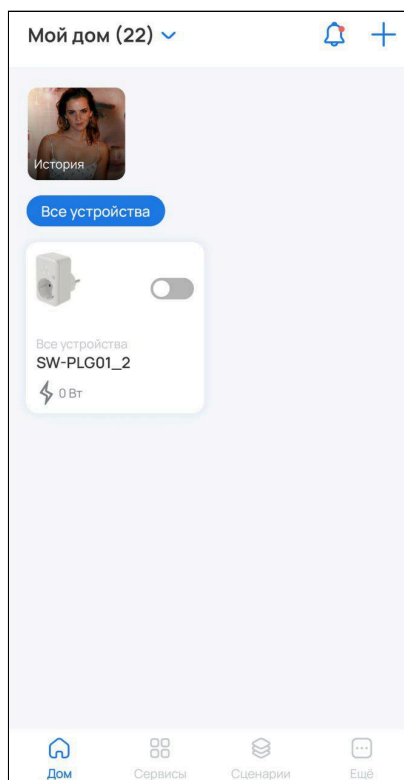 Мой дом (22)
История
Все устройства
Все устройства
SW-PLG01_2
0 Вт
Дом
Сервисы
Сценарии
Ещё